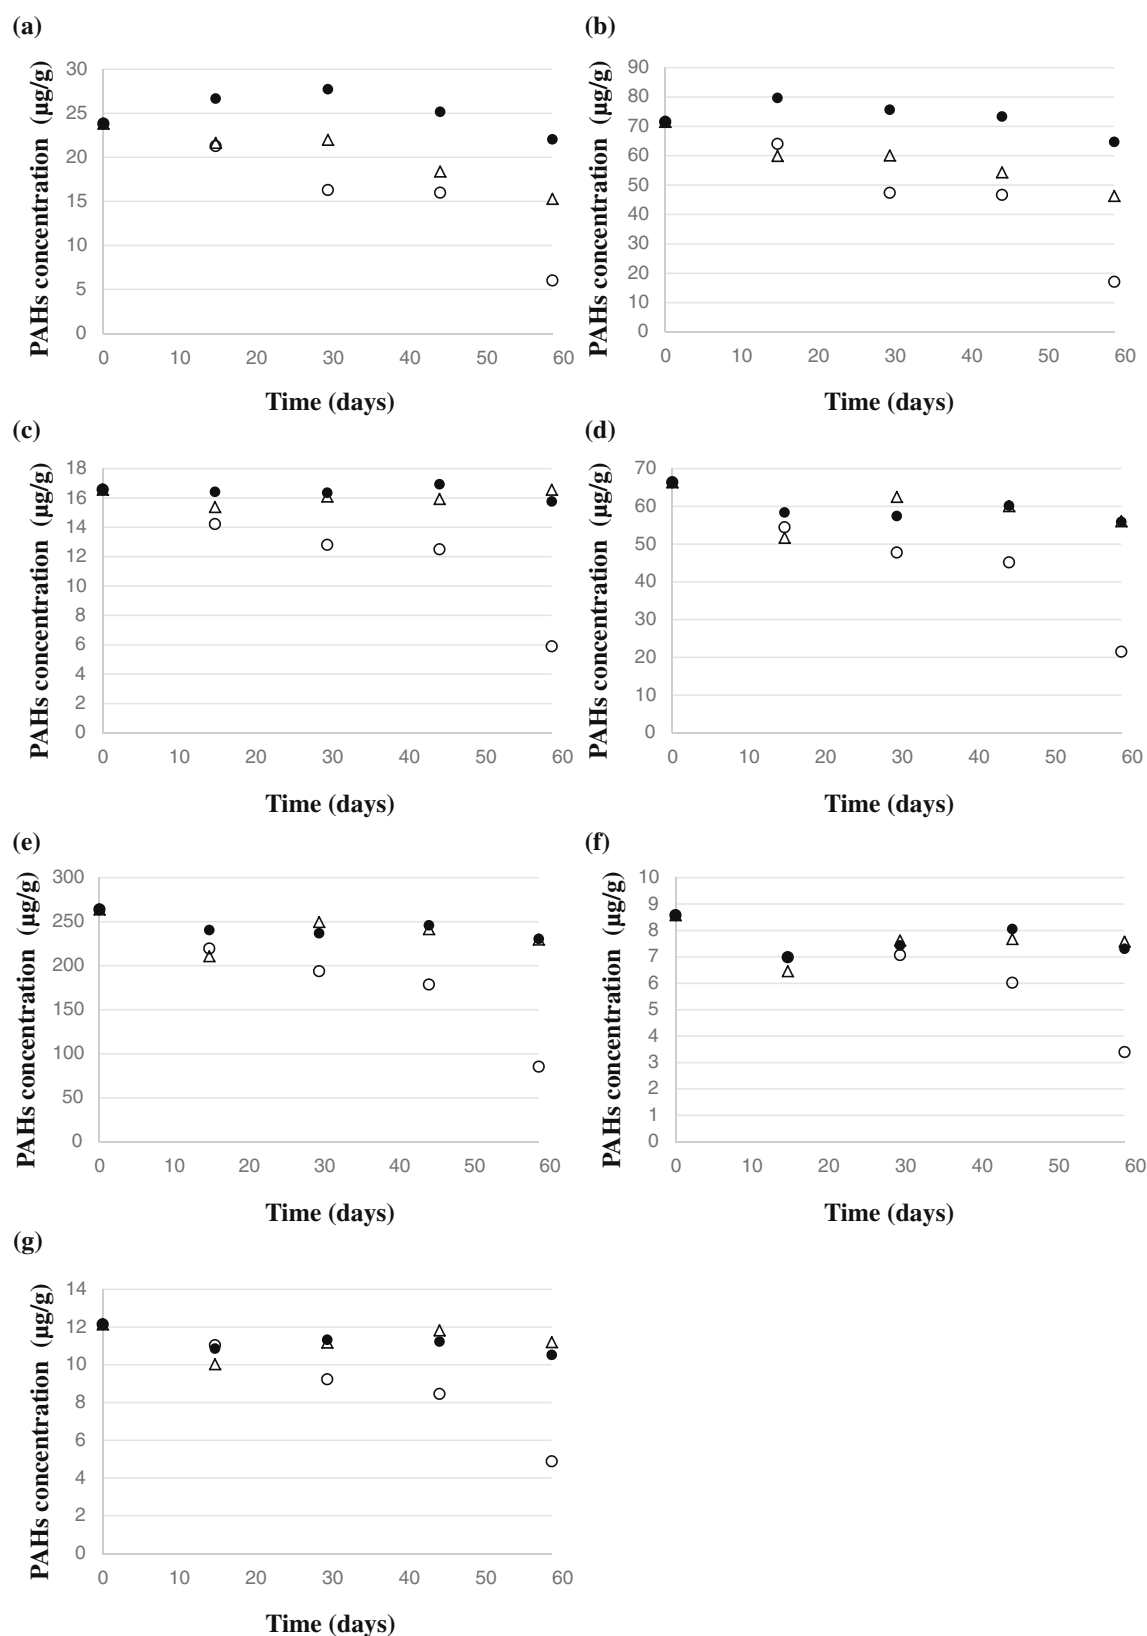 (a)
PAHs concentration (µg/g)
30
25
20
15
10
5
0
0 10 20 30 40 50 60
Time (days)
(b)
PAHs concentration (µg/g)
90
80
70
60
50
40
30
20
10
0
0 10 20 30 40 50 60
Time (days)
(c)
PAHs concentration (µg/g)
18
16
14
12
10
8
6
4
2
0
0 10 20 30 40 50 60
Time (days)
(d)
PAHs concentration (µg/g)
70
60
50
40
30
20
10
0
0 10 20 30 40 50 60
Time (days)
(e)
PAHs concentration (µg/g)
300
250
200
150
100
50
0
0 10 20 30 40 50 60
Time (days)
(f)
PAHs concentration (µg/g)
10
9
8
7
6
5
4
3
2
1
0
0 10 20 30 40 50 60
Time (days)
(g)
PAHs concentration (µg/g)
14
12
10
8
6
4
2
0
0 10 20 30 40 50 60
Time (days)